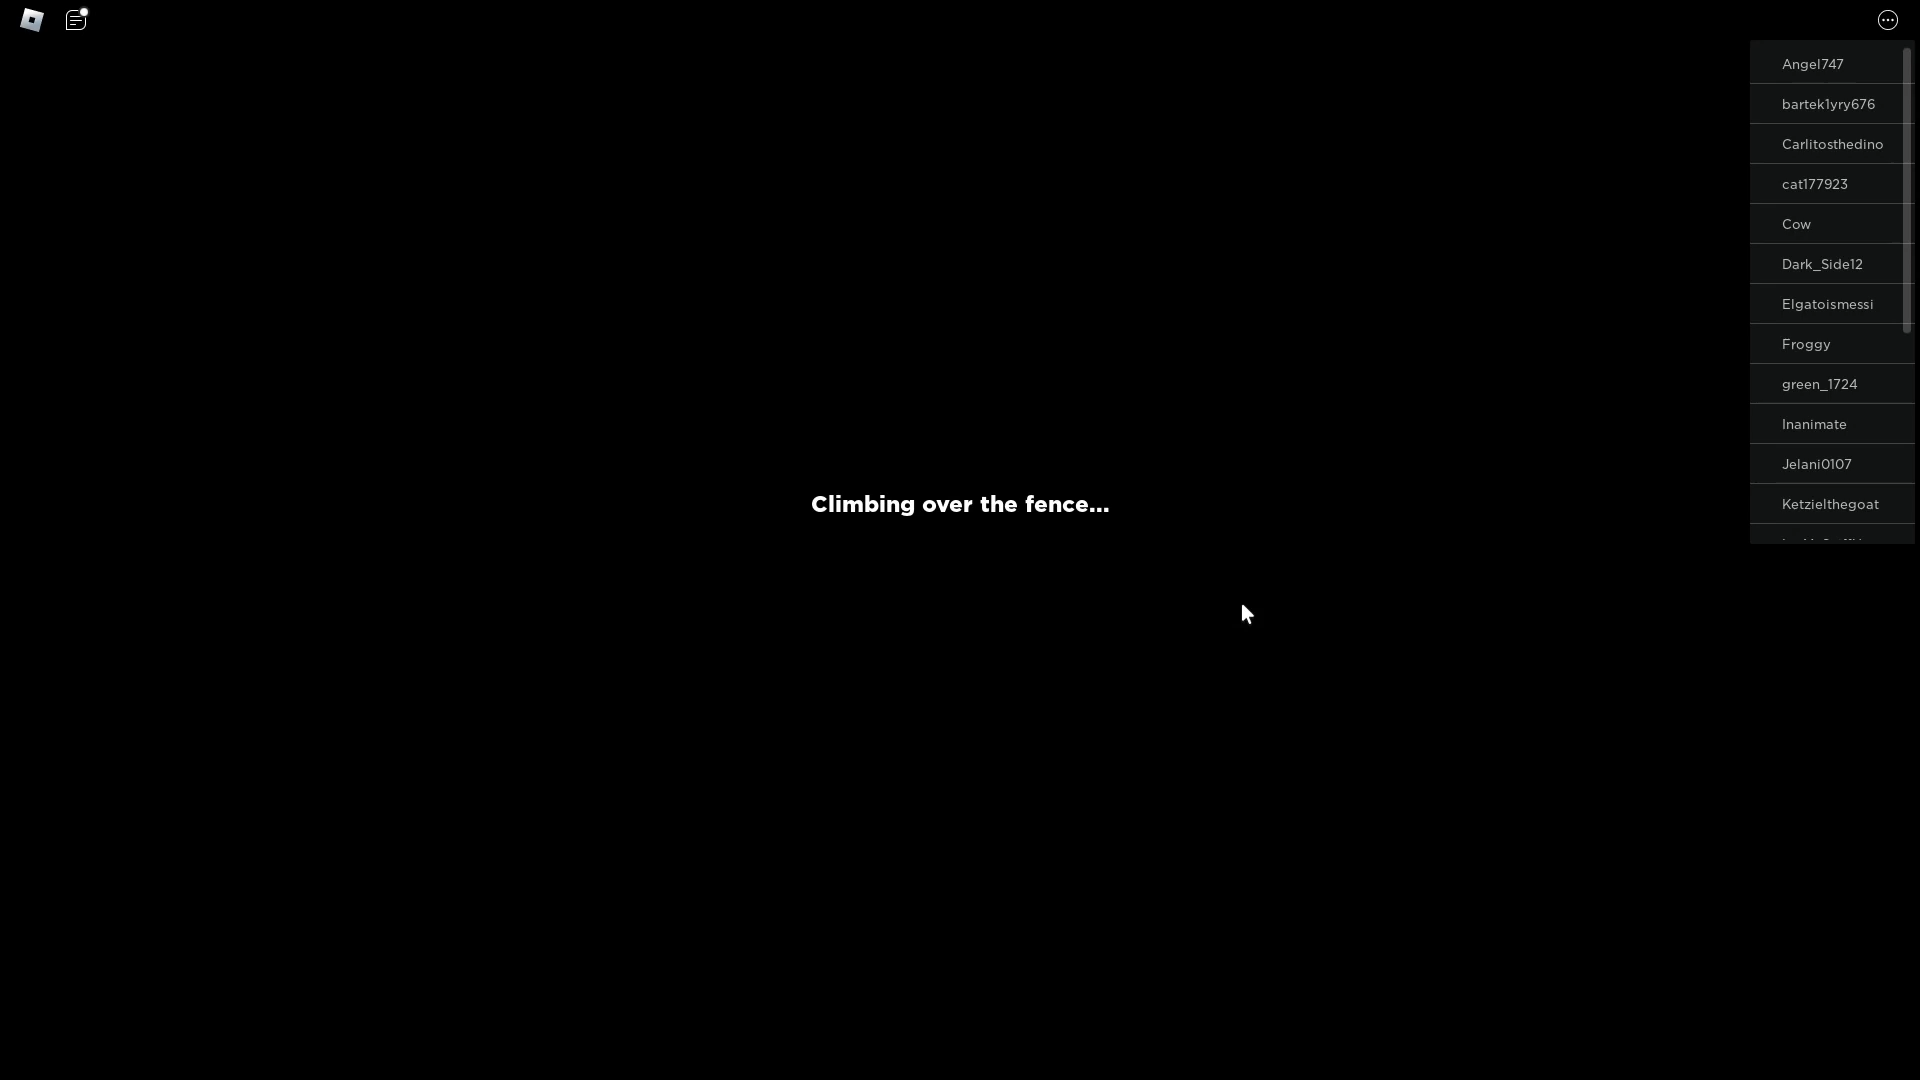 Angel747
bartek1yry676
Carlitosthedino
cat177923
Cow
Dark_Side12
Elgatoismessi
Froggy
green_1724
Inanimate
Jelani0107
Ketzielthegoat
Climbing over the fence...